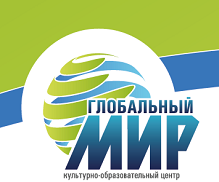 ГЛОБАЛЬНЫЙ
МИР
культурно-образовательный центр